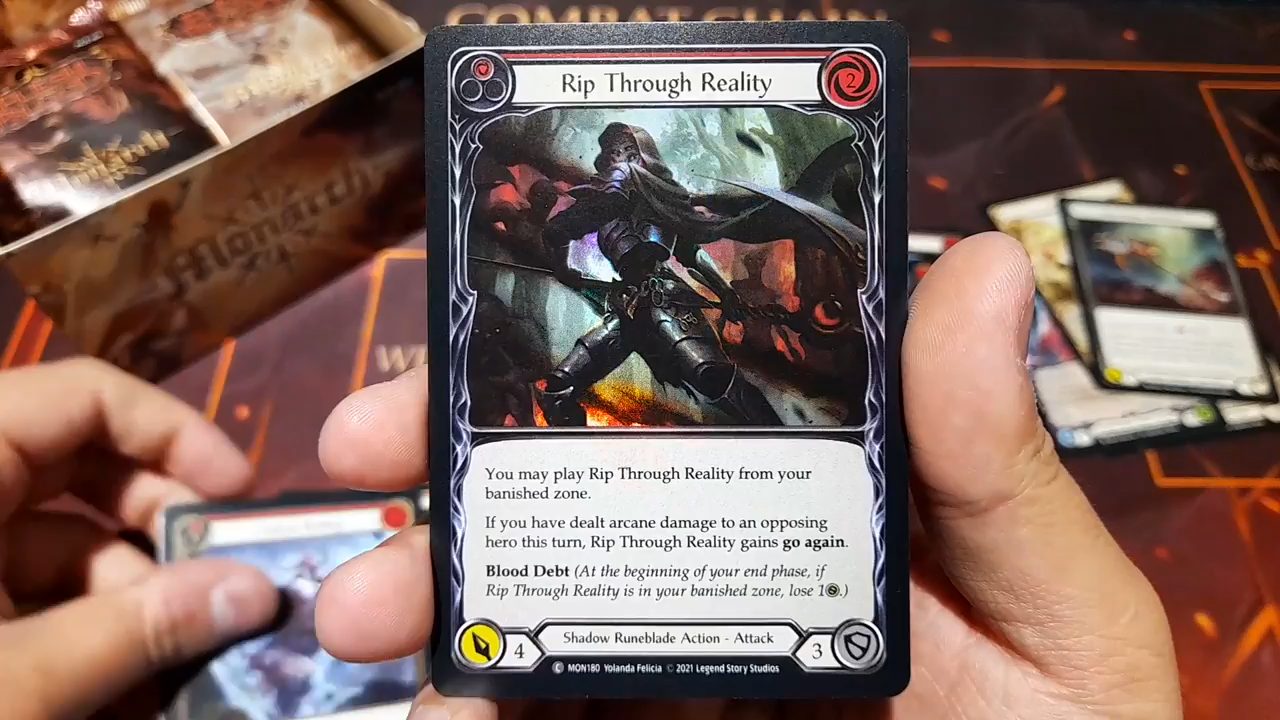 COMBAT CHAIN
Monarch
Rip Through Reality
2
You may play Rip Through Reality from your
banished zone.
If you have dealt arcane damage to an opposing
hero this turn, Rip Through Reality gains go again.
Blood Debt (At the beginning of your end phase, if
Rip Through Reality is in your banished zone, lose 1.)
4
Shadow Runeblade Action - Attack
3
C MON180 Yolanda Felicia © 2021 Legend Story Studios